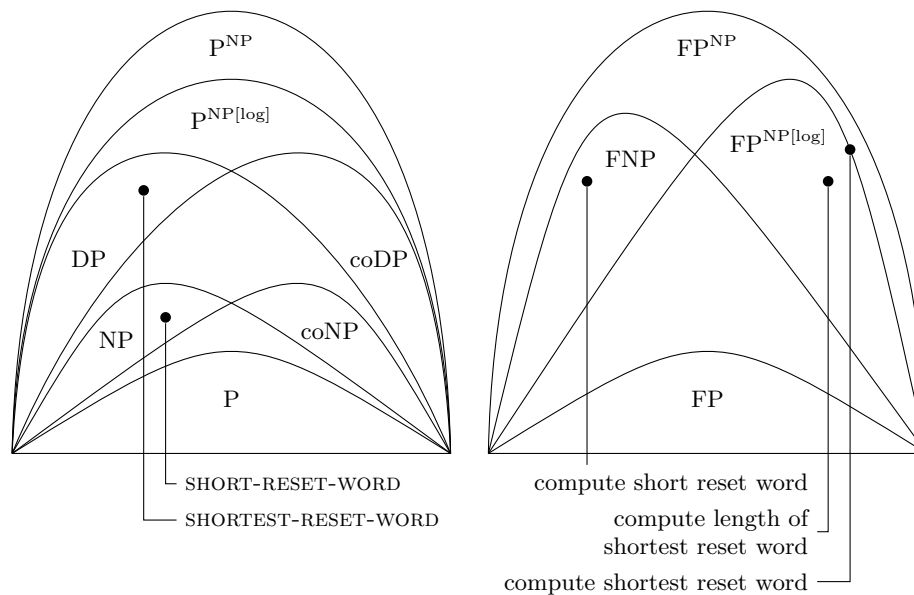 P^NP
P^NP[log]
DP
coDP
NP
coNP
P
SHORT-RESET-WORD
SHORTEST-RESET-WORD
FP^NP
FNP
FP^NP[log]
FP
compute short reset word
compute length of
shortest reset word
compute shortest reset word